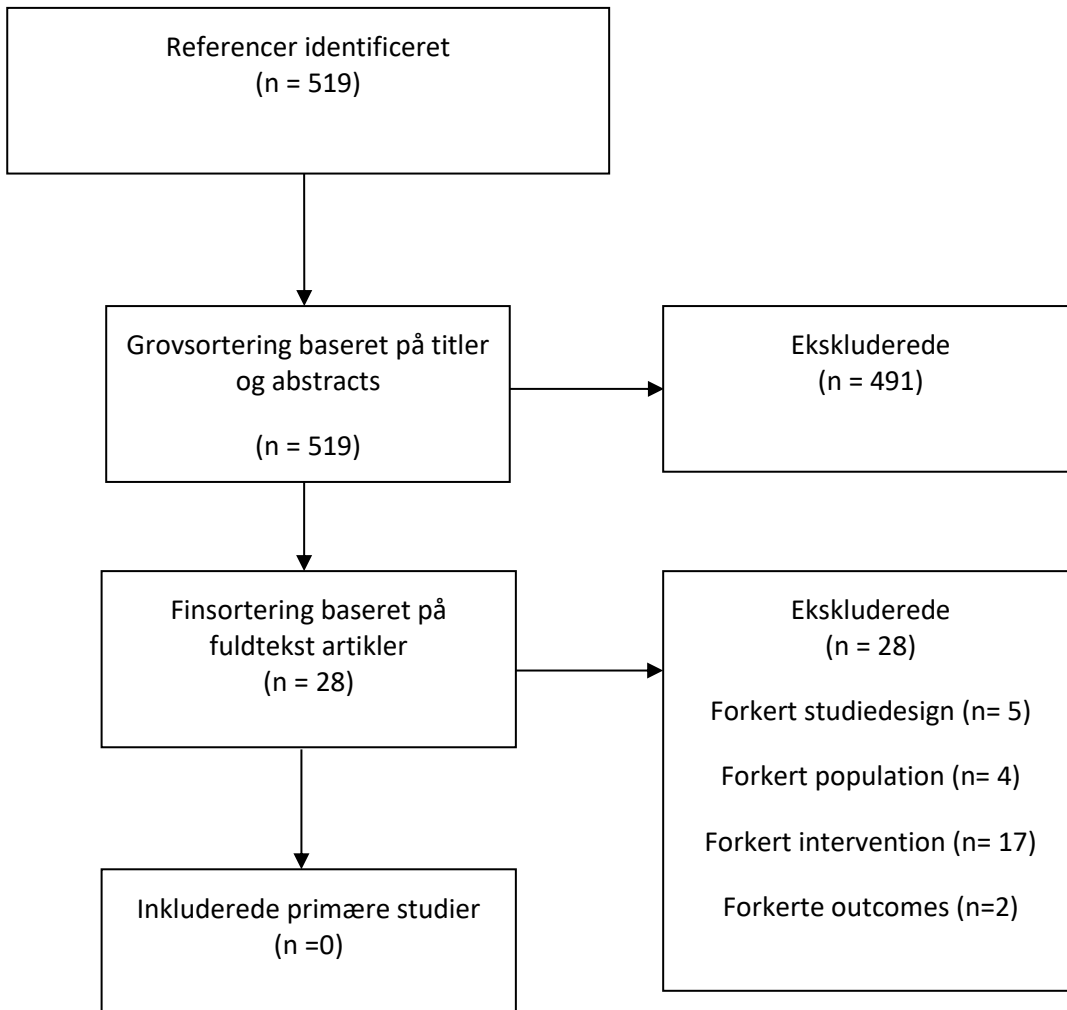 Referencer identificeret
(n = 519)
Grovsortering baseret på titler
og abstracts
(n = 519)
Ekskluderede
(n = 491)
Finsortering baseret på
fuldtekst artikler
(n = 28)
Ekskluderede
(n = 28)
Forkert studiedesign (n= 5)
Forkert population (n= 4)
Forkert intervention (n= 17)
Forkerte outcomes (n=2)
Inkluderede primære studier
(n =0)